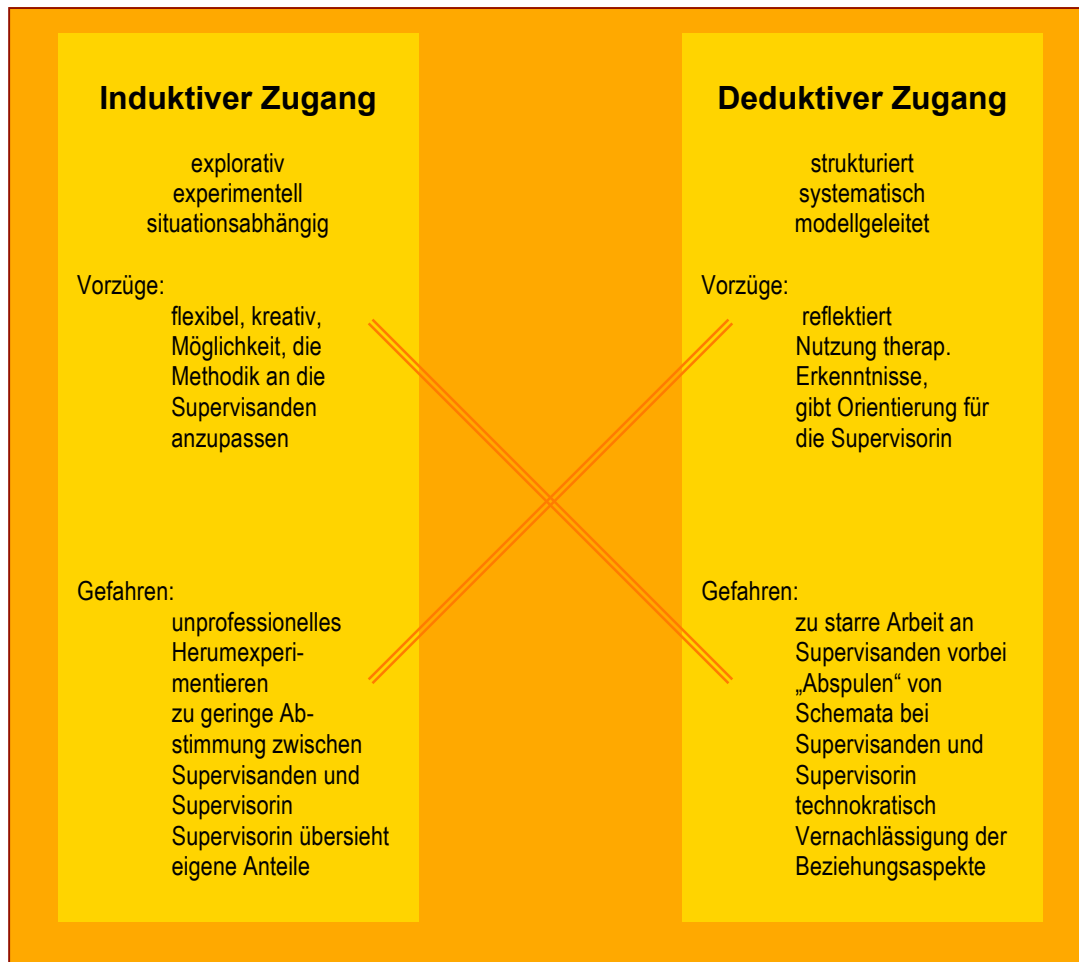 Induktiver Zugang
explorativ
experimentell
situationsabhängig
Vorzüge:
flexibel, kreativ,
Möglichkeit, die
Methodik an die
Supervisanden
anzupassen
Gefahren:
unprofessionelles
Herumexperi-
mentieren
zu geringe Ab-
stimmung zwischen
Supervisanden und
Supervisorin
Supervisorin übersieht
eigene Anteile
Deduktiver Zugang
strukturiert
systematisch
modellgeleitet
Vorzüge:
reflektiert
Nutzung therap.
Erkenntnisse,
gibt Orientierung für
die Supervisorin
Gefahren:
zu starre Arbeit an
Supervisanden vorbei
„Abspulen“ von
Schemata bei
Supervisanden und
Supervisorin
technokratisch
Vernachlässigung der
Beziehungsaspekte